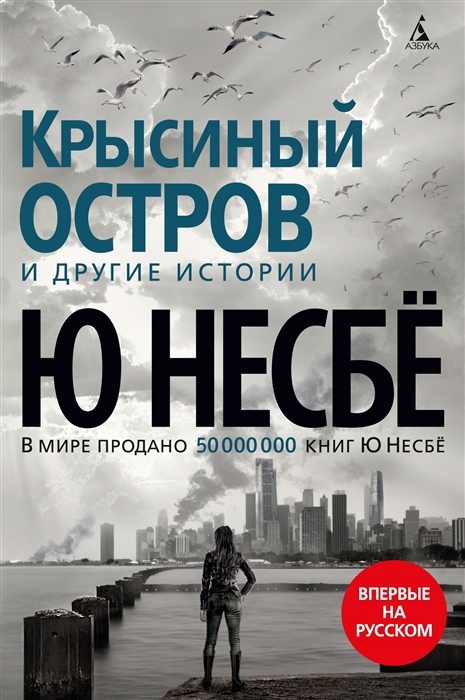 АЗБУКА
Крысиный
ОСТРОВ
И ДРУГИЕ ИСТОРИИ
Ю НЕСБЁ
В МИРЕ ПРОДАНО 50 000 000 КНИГ Ю НЕСБЁ
ВПЕРВЫЕ
НА
РУССКОМ